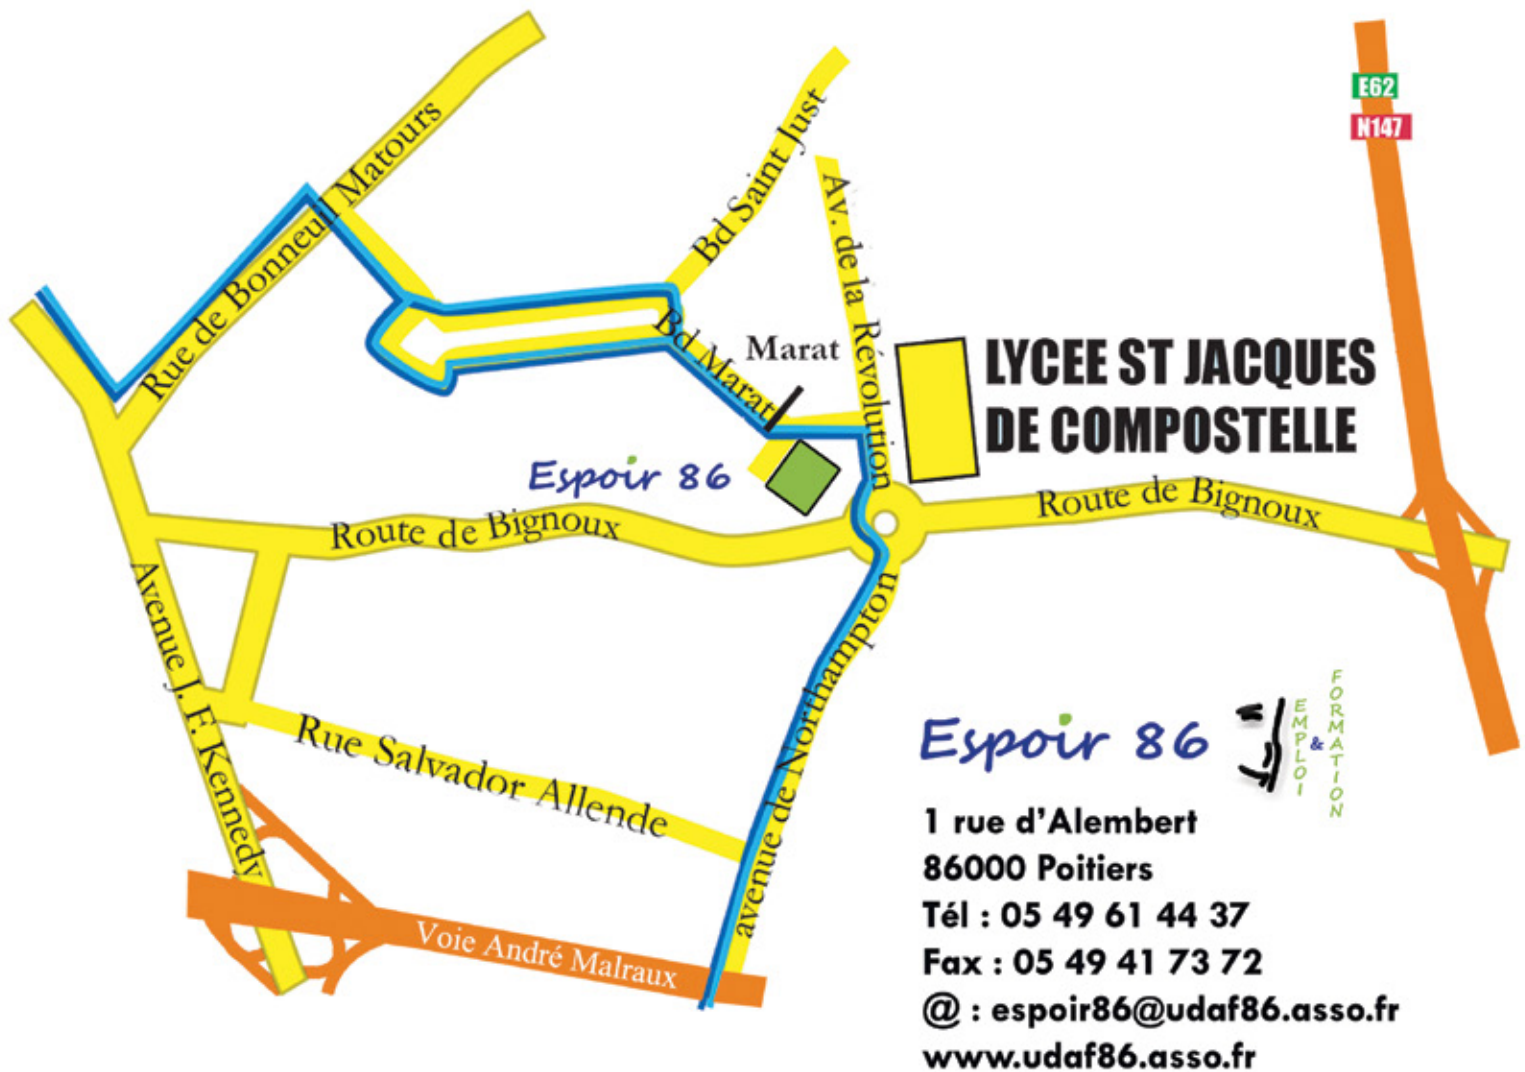 E62
N147
Rue de Bonneuil Matours
Bd Saint Just
Av. de la Révolution
Bd Marat
Marat
LYCEE ST JACQUES
DE COMPOSTELLE
Espoir 86
Route de Bignoux
Route de Bignoux
Avenue J. F. Kennedy
Rue Salvador Allende
avenue de Northampton
Voie André Malraux
Espoir 86
EMPLOI
&
FORMATION
1 rue d'Alembert
86000 Poitiers
Tél : 05 49 61 44 37
Fax : 05 49 41 73 72
@ : espoir86@udaf86.asso.fr
www.udaf86.asso.fr